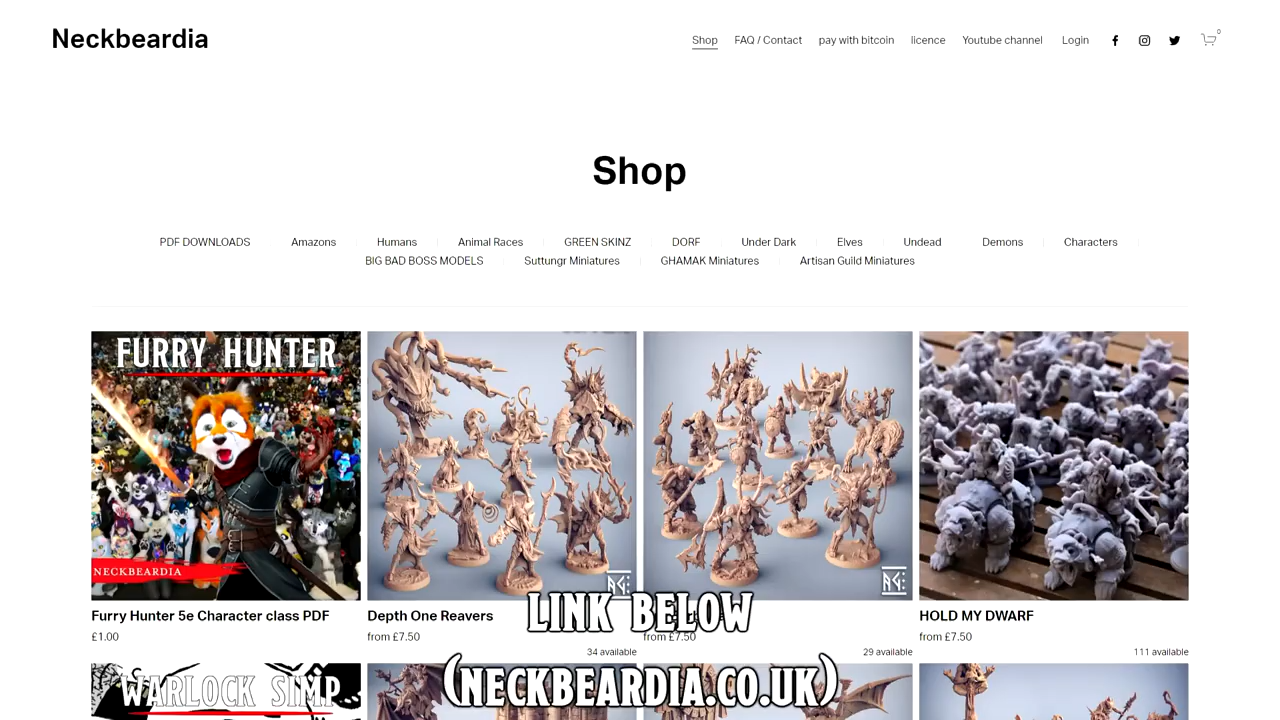 Neckbeardia
Shop FAQ / Contact pay with bitcoin licence Youtube channel Login 0
Shop
PDF DOWNLOADS Amazons Humans Animal Races GREEN SKINZ DORF Under Dark Elves Undead Demons Characters
BIG BAD BOSS MODELS Suttungr Miniatures GHAMAK Miniatures Artisan Guild Miniatures
FURRY HUNTER
NECKBEARDIA
Furry Hunter 5e Character class PDF Depth One Reavers HOLD MY DWARF
£1.00 from £7.50 from £7.50 from £7.50
34 available 29 available 111 available
LINK BELOW
WARLOCK SIMP
(NECKBEARDIA.CO.UK)